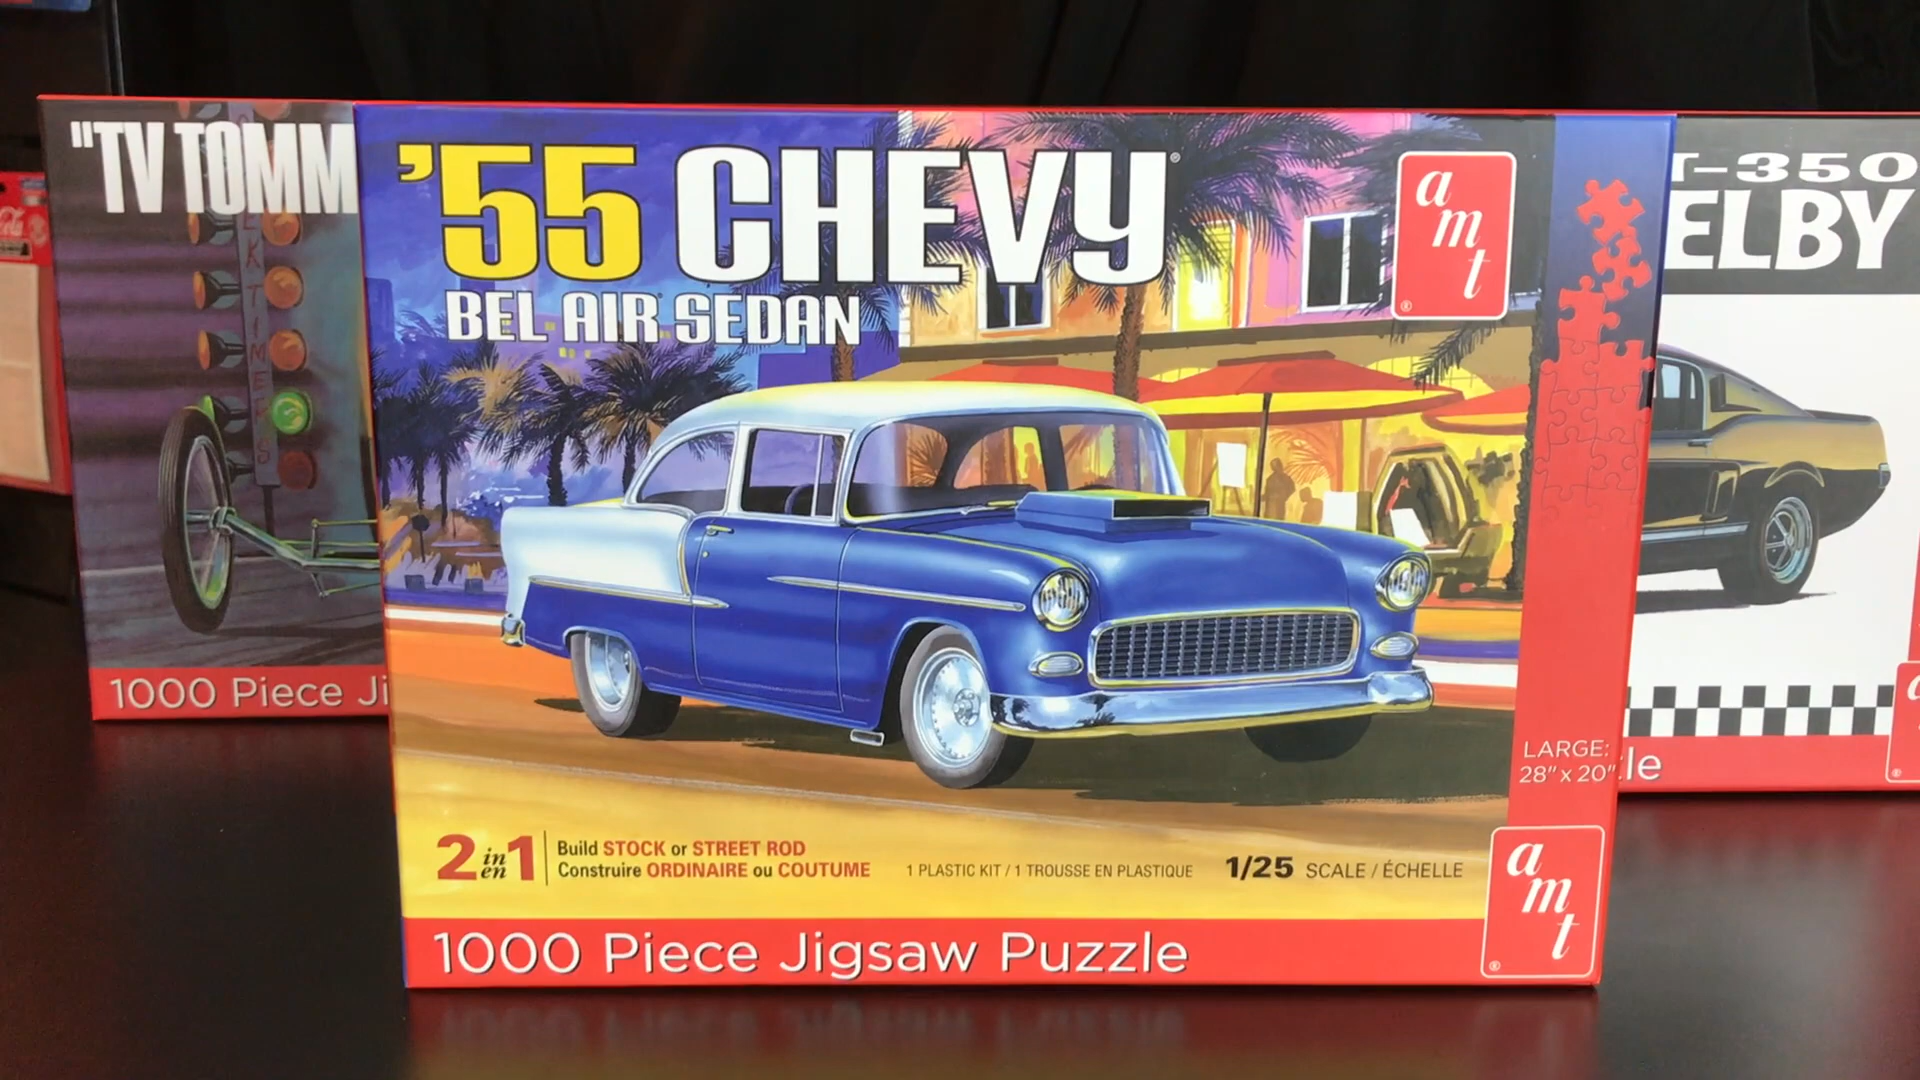 "TV TOMM
1000 Piece Ji
'55 CHEVY®
BEL AIR SEDAN
amt
®
LARGE:
28" x 20"
2 in en 1
Build STOCK or STREET ROD
Construire ORDINAIRE ou COUTUME
1 PLASTIC KIT / 1 TROUSSE EN PLASTIQUE
1/25 SCALE / ÉCHELLE
1000 Piece Jigsaw Puzzle
amt
®
T-350
ELBY
le